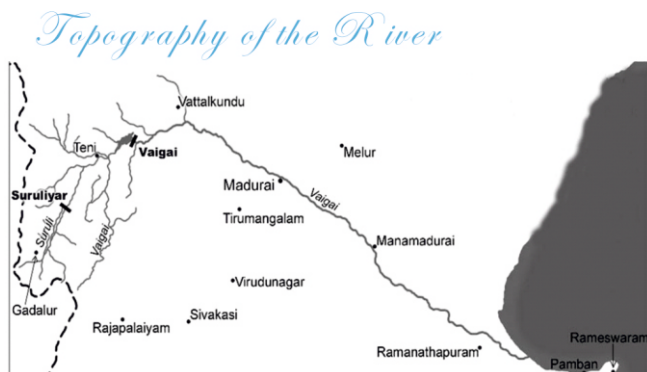 Topography of the River
Vattalkundu
Teni
Vaigai
Melur
Madurai
Vaigai
Suruliyar
Tirumangalam
Suruli
Vaigai
Manamadurai
Gadalur
Virudunagar
Rajapalaiyam
Sivakasi
Ramanathapuram
Rameswaram
Pamban